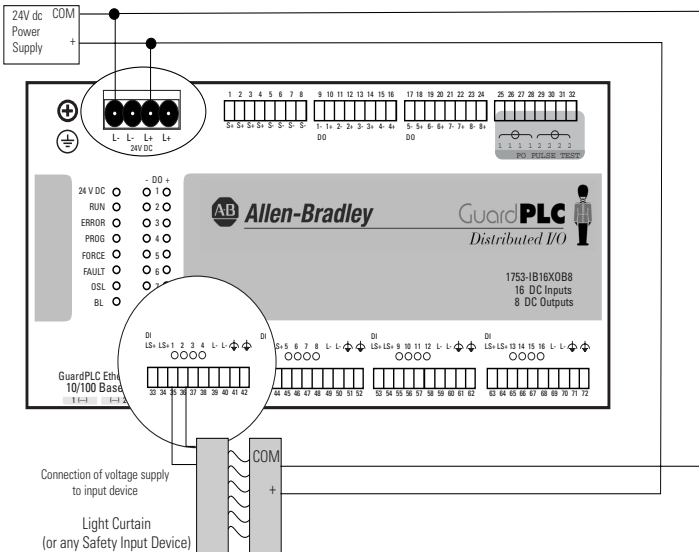 24V dc COM
Power
Supply +
1 2 3 4 5 6 7 8
S+ S+ S+ S+ S- S- S- S-
9 10 11 12 13 14 15 16
1- 1+ 2- 2+ 3- 3+ 4- 4+
DO
17 18 19 20 21 22 23 24
5- 5+ 6- 6+ 7- 7+ 8- 8+
DO
25 26 27 28 29 30 31 32
1 1 1 1 2 2 2 2
PO PULSE TEST
L- L- L+ L+
24V DC
- DO +
24 V DC 1
RUN 2
ERROR 3
PROG 4
FORCE 5
FAULT 6
OSL 7
BL
AB Allen-Bradley
GuardPLC
Distributed I/O
1753-IB16XOB8
16 DC Inputs
8 DC Outputs
DI
LS+ LS+ 1 2 3 4 L- L-
33 34 35 36 37 38 39 40 41 42
DI
S+ 5 6 7 8 L- L-
44 45 46 47 48 49 50 51 52
DI
LS+ LS+ 9 10 11 12 L- L-
53 54 55 56 57 58 59 60 61 62
DI
LS+ LS+ 13 14 15 16 L- L-
63 64 65 66 67 68 69 70 71 72
GuardPLC Ethe
10/100 Base
1 2
COM
+
Connection of voltage supply
to input device
Light Curtain
(or any Safety Input Device)